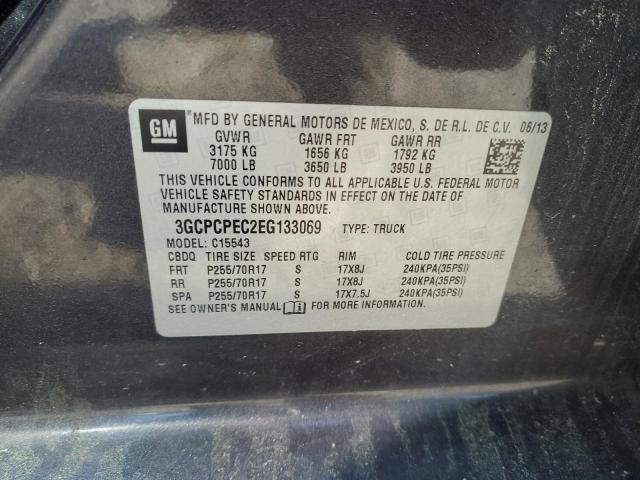 GM
MFD BY GENERAL MOTORS DE MEXICO, S. DE R.L. DE C.V. 06/13
GVWR GAWR FRT GAWR RR
3175 KG 1656 KG 1792 KG
7000 LB 3650 LB 3950 LB
THIS VEHICLE CONFORMS TO ALL APPLICABLE U.S. FEDERAL MOTOR
VEHICLE SAFETY STANDARDS IN EFFECT ON THE DATE OF
MANUFACTURE SHOWN ABOVE.
3GCPCPEC2EG133069 TYPE: TRUCK
MODEL: C15543
CBDQ TIRE SIZE SPEED RTG RIM COLD TIRE PRESSURE
FRT P255/70R17 S 17X8J 240KPA(35PSI)
RR P255/70R17 S 17X8J 240KPA(35PSI)
SPA P255/70R17 S 17X7.5J 240KPA(35PSI)
SEE OWNER'S MANUAL FOR MORE INFORMATION.